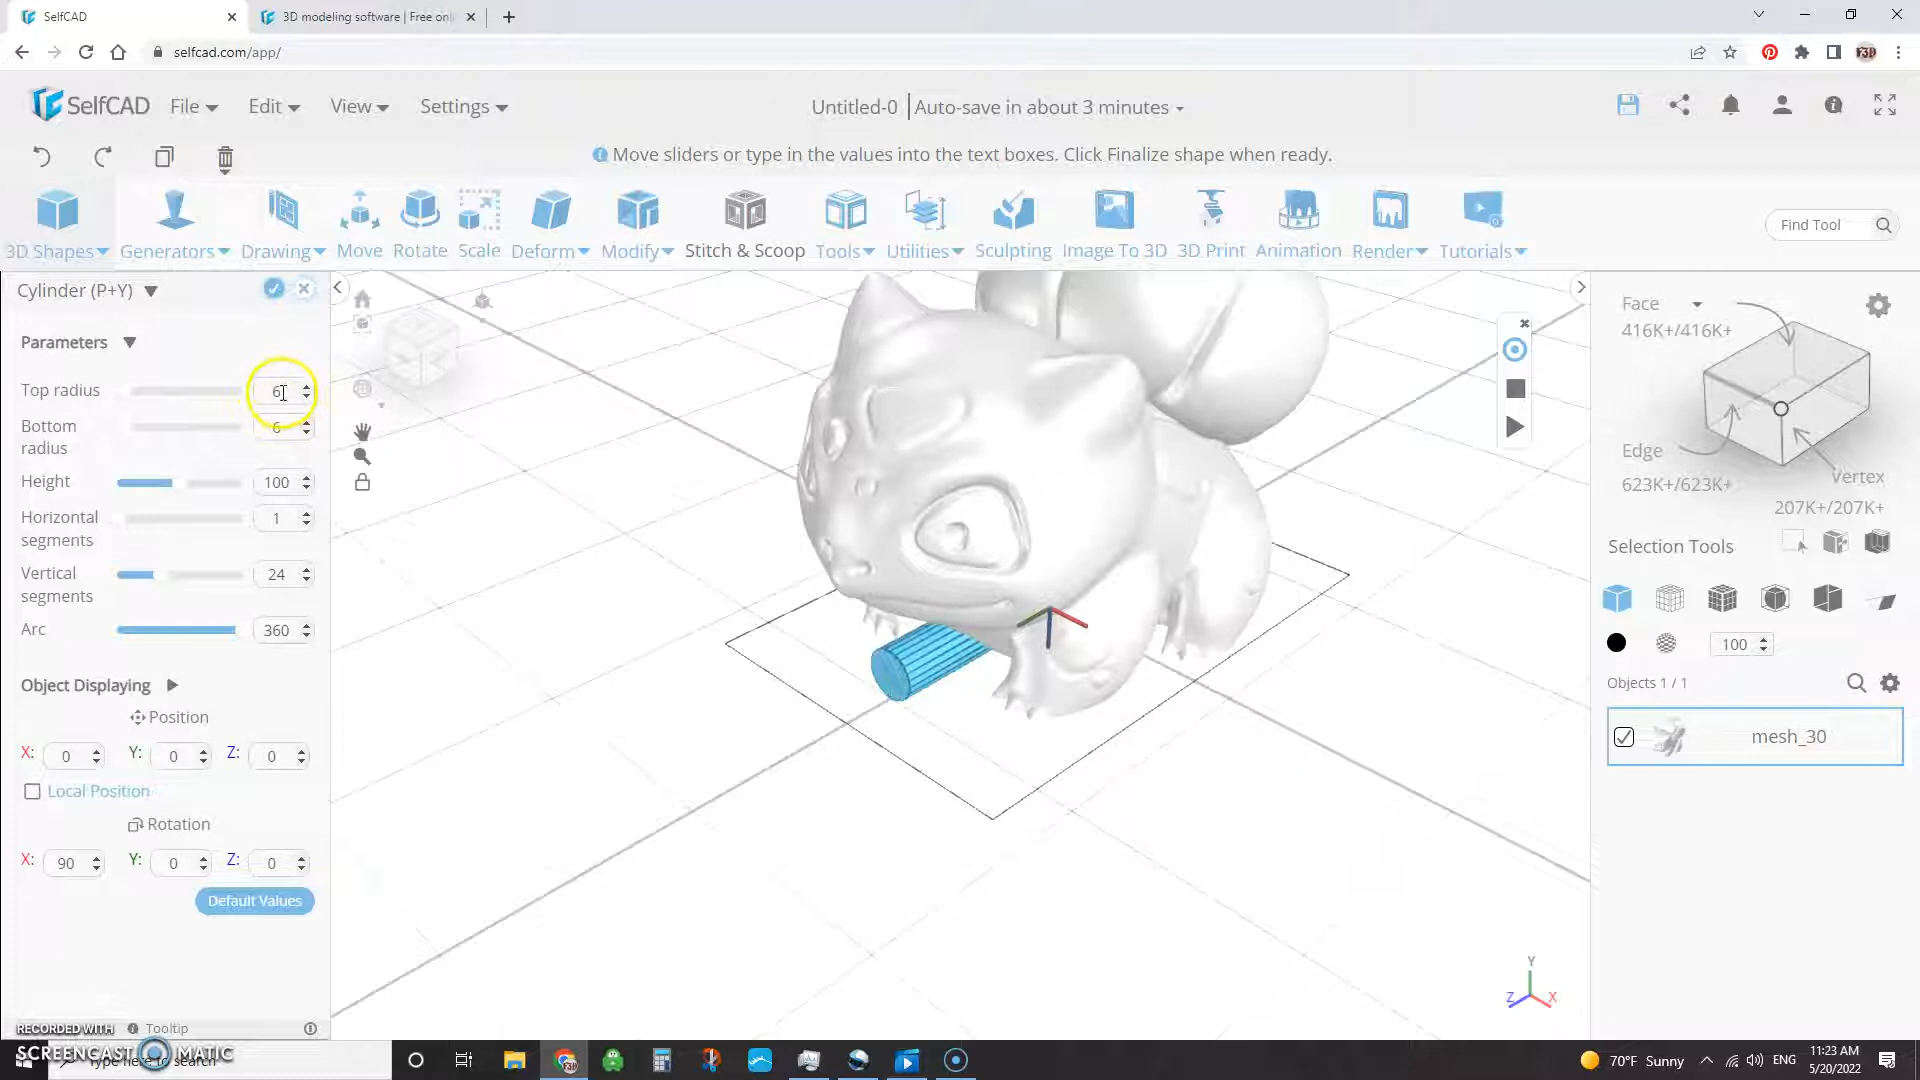 SelfCAD
3D modeling software | Free onl
selfcad.com/app/
SelfCAD
File
Edit
View
Settings
Untitled-0
Auto-save in about 3 minutes
Move sliders or type in the values into the text boxes. Click Finalize shape when ready.
3D Shapes
Generators
Drawing
Move
Rotate
Scale
Deform
Modify
Stitch & Scoop
Tools
Utilities
Sculpting
Image To 3D
3D Print
Animation
Render
Tutorials
Find Tool
Cylinder (P+Y)
Parameters
Top radius
6
Bottom
radius
6
Height
100
Horizontal
segments
1
Vertical
segments
24
Arc
360
Object Displaying
Position
X: 0 Y: 0 Z: 0
Local Position
Rotation
X: 90 Y: 0 Z: 0
Default Values
Tooltip
RECORDED WITH
SCREENCAST MATIC
Type here to search
Y
Z X
Face
416K+/416K+
Edge
623K+/623K+
Vertex
207K+/207K+
Selection Tools
100
Objects 1 / 1
mesh_30
70°F Sunny
ENG
11:23 AM
5/20/2022